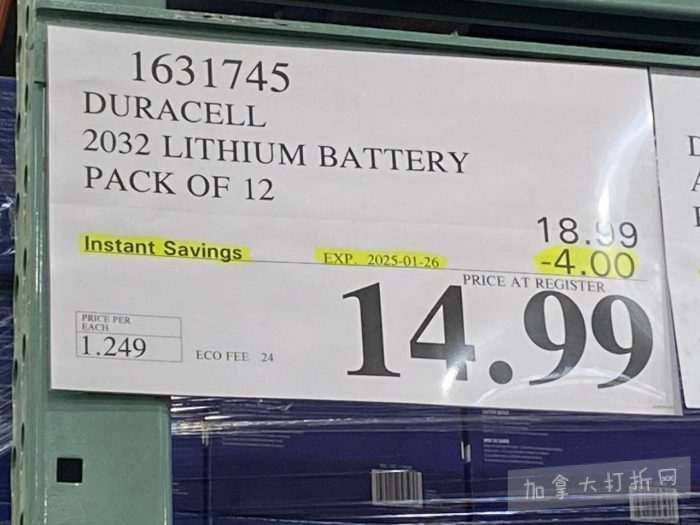 1631745
DURACELL
2032 LITHIUM BATTERY
PACK OF 12
18.99
Instant Savings EXP. 2025-01-26 -4.00
PRICE AT REGISTER
14.99
PRICE PER
EACH
1.249
ECO FEE 24
加拿大打折网